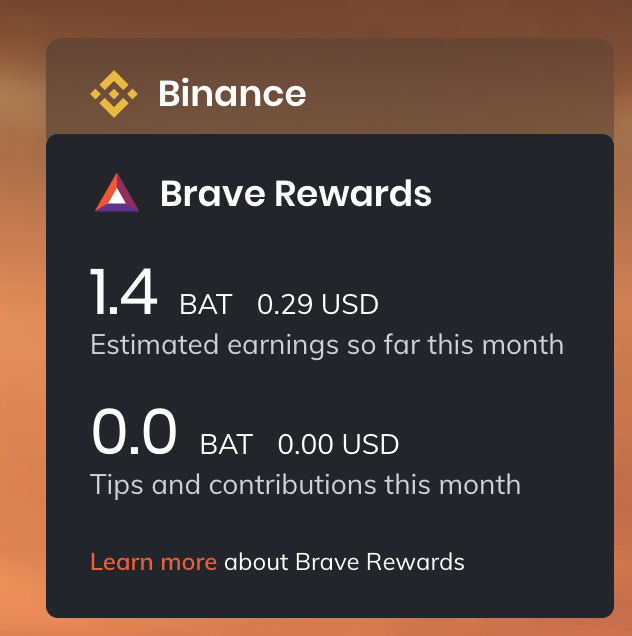 Binance
Brave Rewards
1.4 BAT 0.29 USD
Estimated earnings so far this month
0.0 BAT 0.00 USD
Tips and contributions this month
Learn more about Brave Rewards